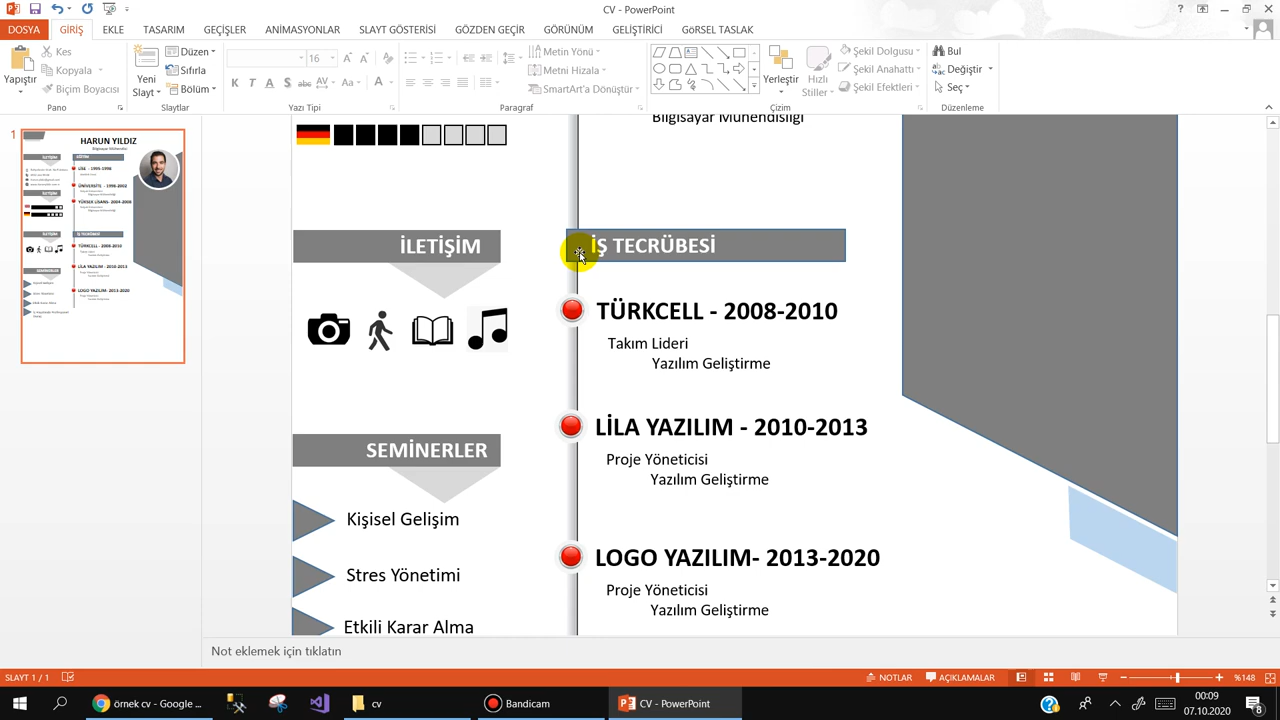 CV - PowerPoint
DOSYA GİRİŞ EKLE TASARIM GEÇİŞLER ANİMASYONLAR SLAYT GÖSTERİSİ GÖZDEN GEÇİR GÖRÜNÜM GELİŞTİRİCİ GöRSEL TASLAK
Yapıştır
Kes
Kopyala
Biçim Boyacısı
Pano
Yeni Slayt
Düzen
Sıfırla
Bölüm
Slaytlar
16
Yazı Tipi
Metin Yönü
Metni Hizala
SmartArt'a Dönüştür
Paragraf
Yerleştir
Hızlı Stiller
Şekil Dolgusu
Şekil Anahattı
Şekil Efektleri
Çizim
Bul
Değiştir
Seç
Düzenleme
1
HARUN YILDIZ
Bilgisayar Mühendisliği
İLETİŞİM
İŞ TECRÜBESİ
TÜRKCELL - 2008-2010
Takım Lideri
Yazılım Geliştirme
LİLA YAZILIM - 2010-2013
Proje Yöneticisi
Yazılım Geliştirme
SEMİNERLER
Kişisel Gelişim
Stres Yönetimi
Etkili Karar Alma
LOGO YAZILIM- 2013-2020
Proje Yöneticisi
Yazılım Geliştirme
Not eklemek için tıklatın
SLAYT 1 / 1
NOTLAR
AÇIKLAMALAR
%148
örnek cv - Google ...
cv
Bandicam
CV - PowerPoint
00:09
07.10.2020
8